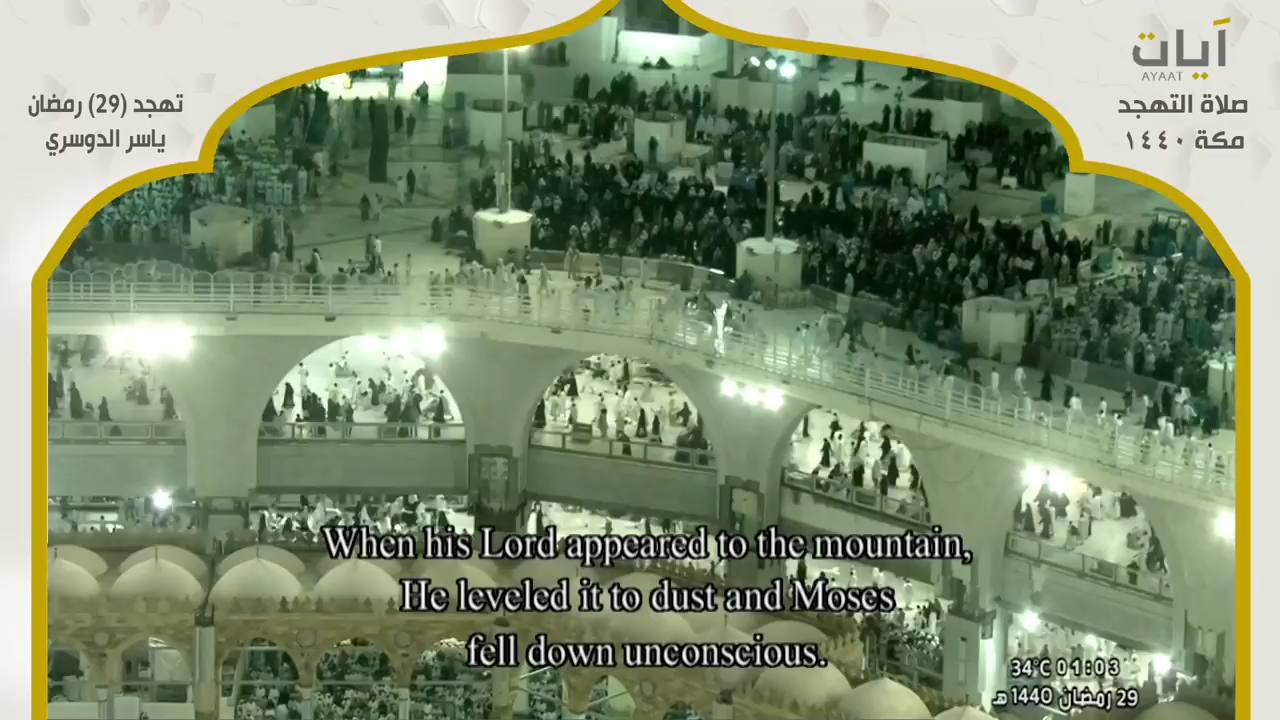 آيات
AYAAT
صلاة التهجد
مكة ١٤٤٠
تهجد (29) رمضان
ياسر الدوسري
When his Lord appeared to the mountain,
He leveled it to dust and Moses
fell down unconscious.
34°C 01:03
29 رمضان 1440 هـ